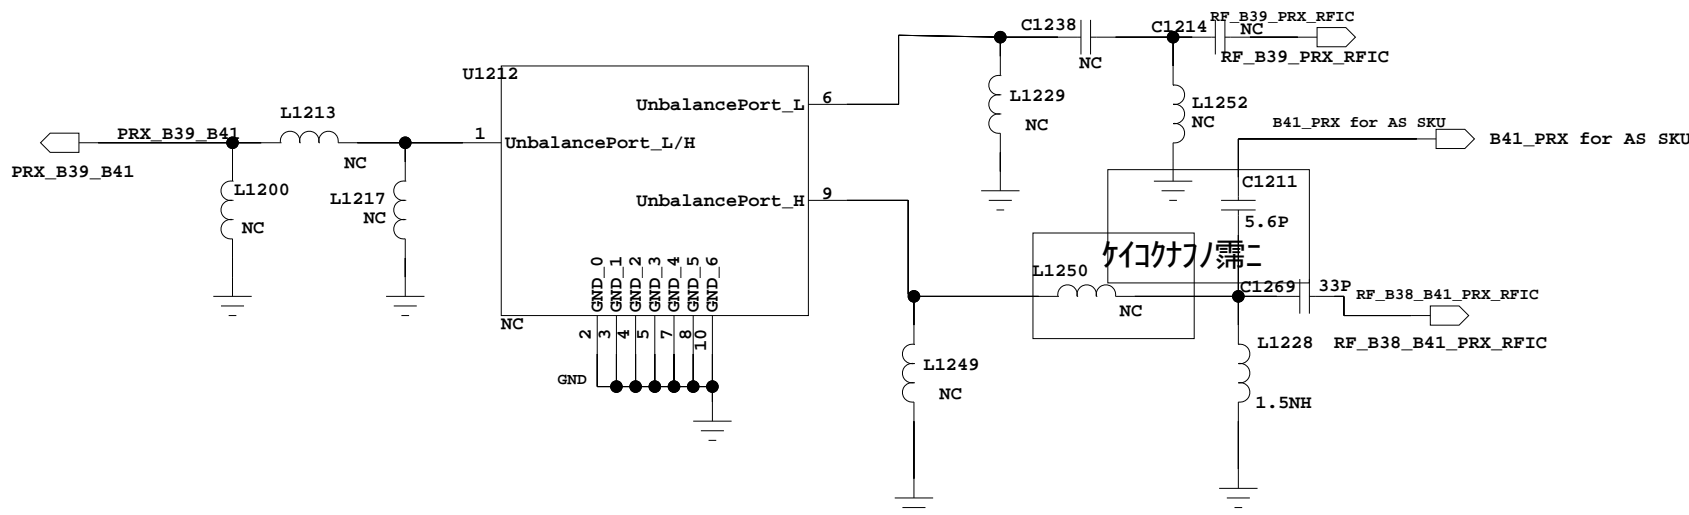 C1238
C1214
RF_B39_PRX_RFIC
NC
RF_B39_PRX_RFIC
NC
U1212
UnbalancePort_L
6
L1229
NC
L1252
NC
L1213
PRX_B39_B41
NC
PRX_B39_B41
1
UnbalancePort_L/H
B41_PRX for AS SKU
B41_PRX for AS SKU
L1200
NC
L1217
NC
UnbalancePort_H
9
C1211
5.6P
ケイコクナフノ霈ニ
L1250
NC
C1269
33P
RF_B38_B41_PRX_RFIC
RF_B38_B41_PRX_RFIC
GND_0
GND_1
GND_2
GND_3
GND_4
GND_5
GND_6
NC
2
3
4
5
7
8
10
GND
L1249
NC
L1228
1.5NH